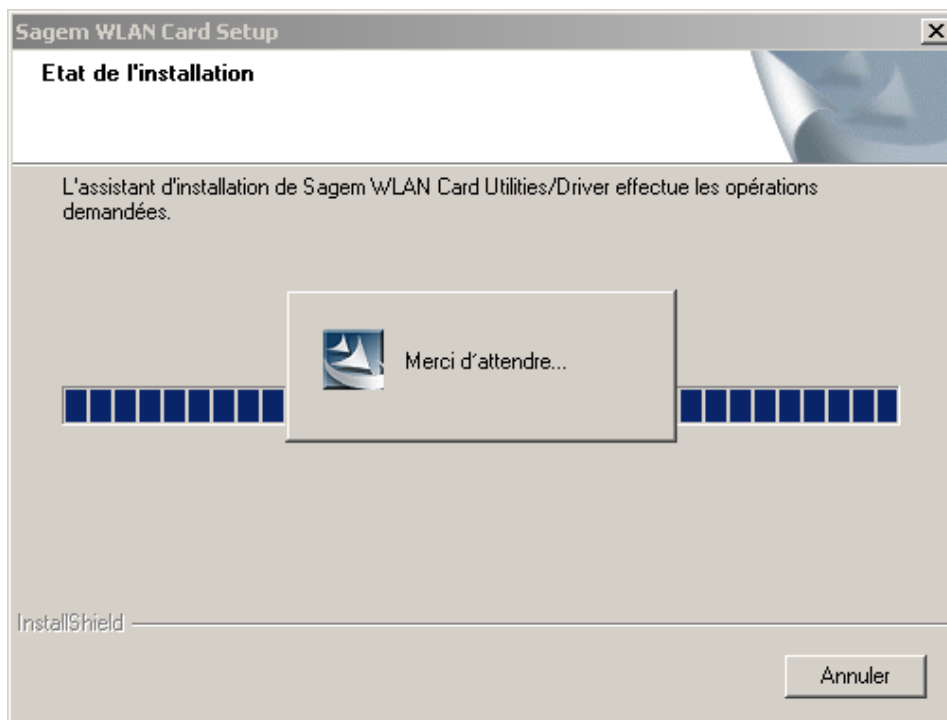 Sagem WLAN Card Setup
Etat de l'installation
L'assistant d'installation de Sagem WLAN Card Utilities/Driver effectue les opérations
demandées.
Merci d'attendre...
InstallShield
Annuler